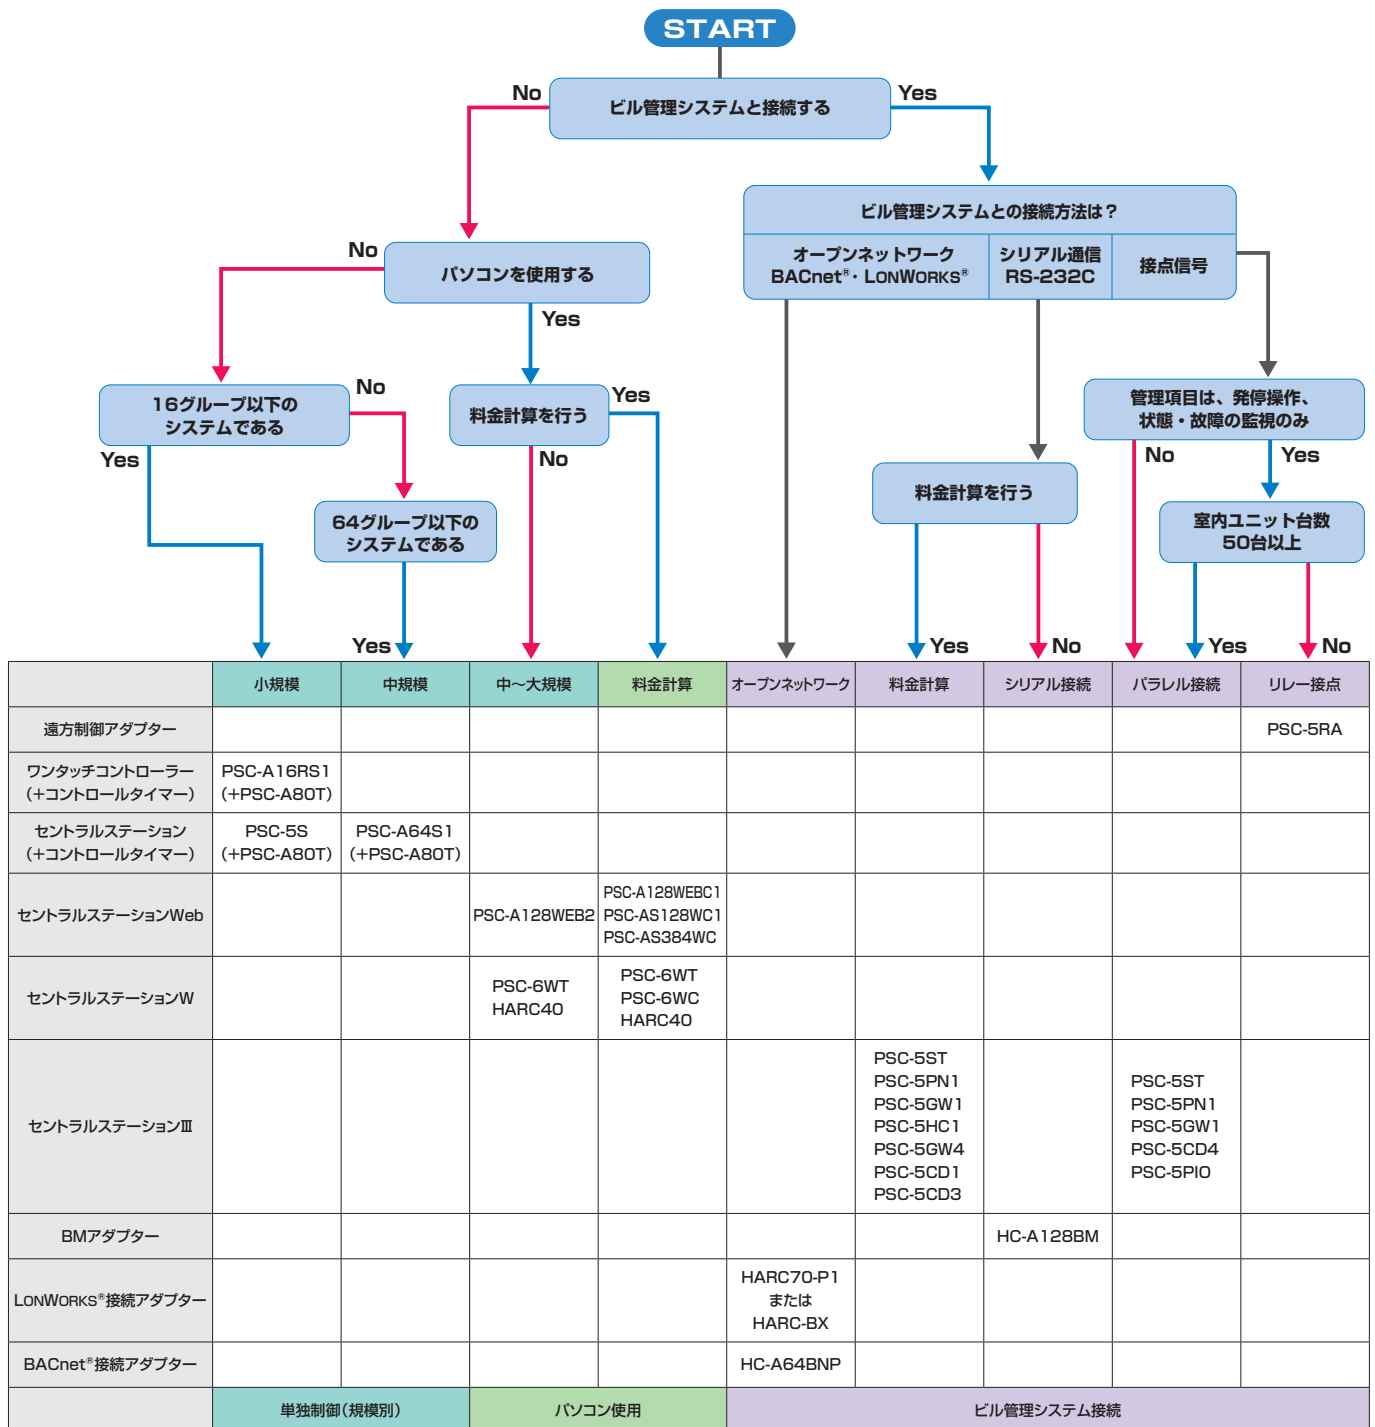 START
No
ビル管理システムと接続する
Yes
ビル管理システムとの接続方法は？
オープンネットワーク
BACnet®・LONWORKS®
シリアル通信
RS-232C
接点信号
No
パソコンを使用する
Yes
16グループ以下の
システムである
No
Yes
料金計算を行う
Yes
No
管理項目は、発停操作、
状態・故障の監視のみ
No
Yes
64グループ以下の
システムである
料金計算を行う
室内ユニット台数
50台以上
Yes
Yes
No
Yes
No
小規模
中規模
中〜大規模
料金計算
オープンネットワーク
料金計算
シリアル接続
パラレル接続
リレー接点
遠方制御アダプター
PSC-5RA
ワンタッチコントローラー
（＋コントロールタイマー）
PSC-A16RS1
（＋PSC-A80T）
セントラルステーション
（＋コントロールタイマー）
PSC-5S
（＋PSC-A80T）
PSC-A64S1
（＋PSC-A80T）
セントラルステーションWeb
PSC-A128WEB2
PSC-A128WEBC1
PSC-AS128WC1
PSC-AS384WC
セントラルステーションW
PSC-6WT
HARC40
PSC-6WT
PSC-6WC
HARC40
セントラルステーションⅢ
PSC-5ST
PSC-5PN1
PSC-5GW1
PSC-5HC1
PSC-5GW4
PSC-5CD1
PSC-5CD3
PSC-5ST
PSC-5PN1
PSC-5GW1
PSC-5CD4
PSC-5PIO
BMアダプター
HC-A128BM
LONWORKS®接続アダプター
HARC70-P1
または
HARC-BX
BACnet®接続アダプター
HC-A64BNP
単独制御（規模別）
パソコン使用
ビル管理システム接続